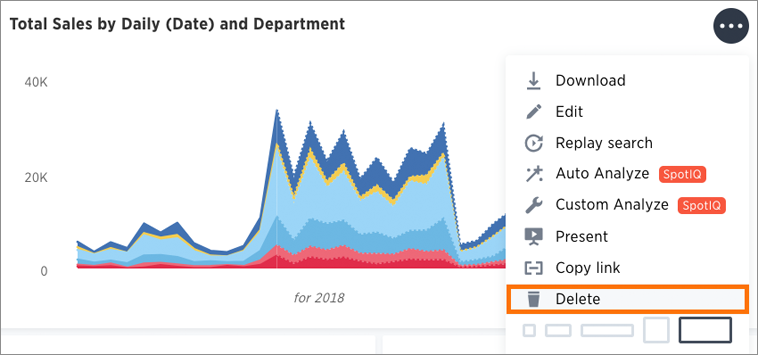 Total Sales by Daily (Date) and Department
40K
20K
0
for 2018
Download
Edit
Replay search
Auto Analyze SpotIQ
Custom Analyze SpotIQ
Present
Copy link
Delete